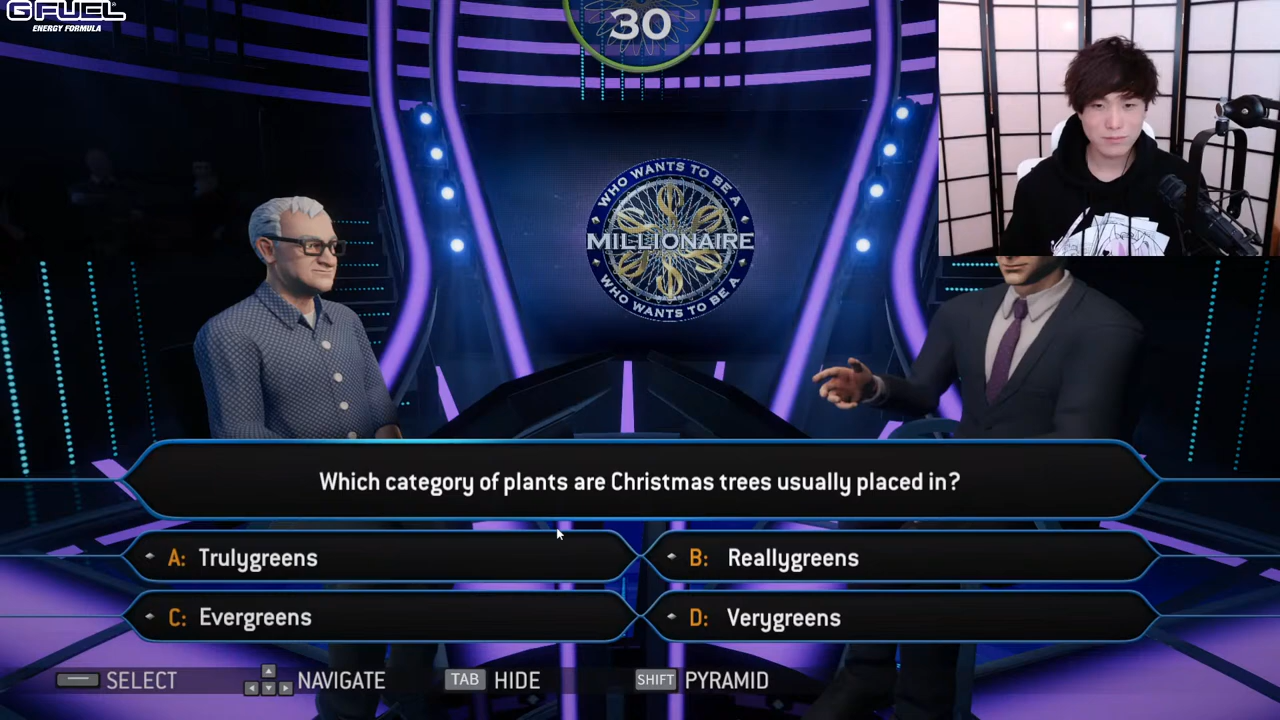 G FUEL
ENERGY FORMULA
30
WHO WANTS TO BE A
MILLIONAIRE
WHO WANTS TO BE A
Which category of plants are Christmas trees usually placed in?
A: Trulygreens
B: Reallygreens
C: Evergreens
D: Verygreens
SELECT
NAVIGATE
TAB HIDE
SHIFT PYRAMID